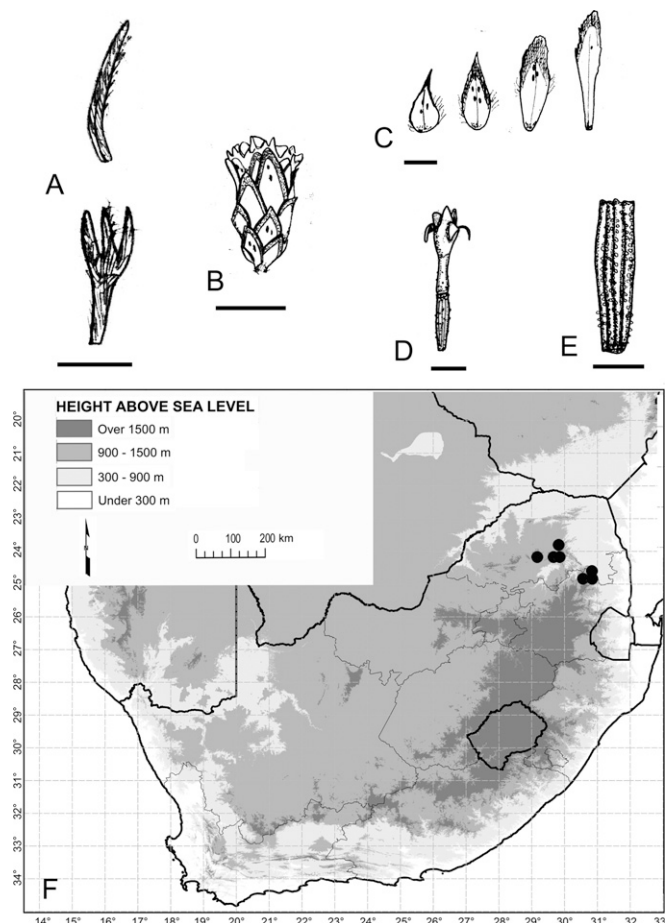 A
B
C
D
E
HEIGHT ABOVE SEA LEVEL
Over 1500 m
900 - 1500 m
300 - 900 m
Under 300 m
0 100 200 km
20°
21°
22°
23°
24°
25°
26°
27°
28°
29°
30°
31°
32°
33°
34°
F
14° 15° 16° 17° 18° 19° 20° 21° 22° 23° 24° 25° 26° 27° 28° 29° 30° 31° 32° 33°